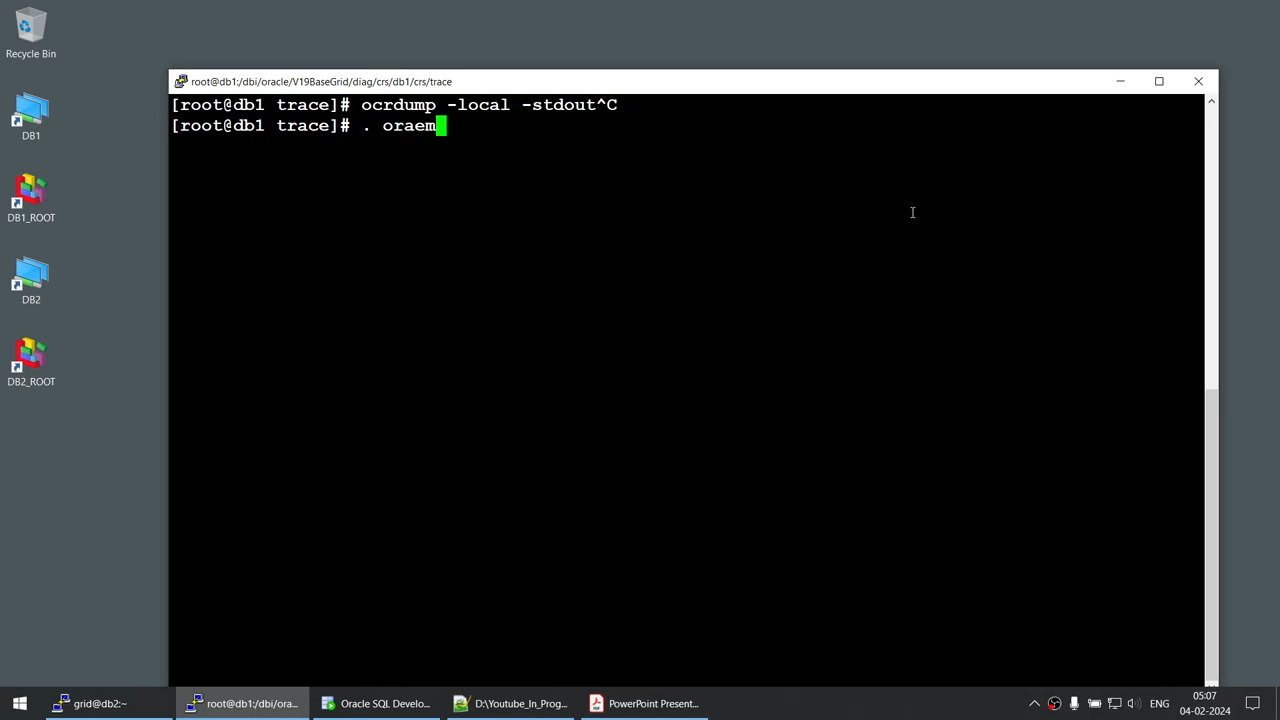 Recycle Bin
DB1
DB1_ROOT
DB2
DB2_ROOT
root@db1:/dbi/oracle/V19BaseGrid/diag/crs/db1/crs/trace
[root@db1 trace]# ocrdump -local -stdout^C
[root@db1 trace]# . oraem
grid@db2:~
root@db1:/dbi/ora...
Oracle SQL Develo...
D:\Youtube_In_Prog...
PowerPoint Present...
ENG
05:07
04-02-2024